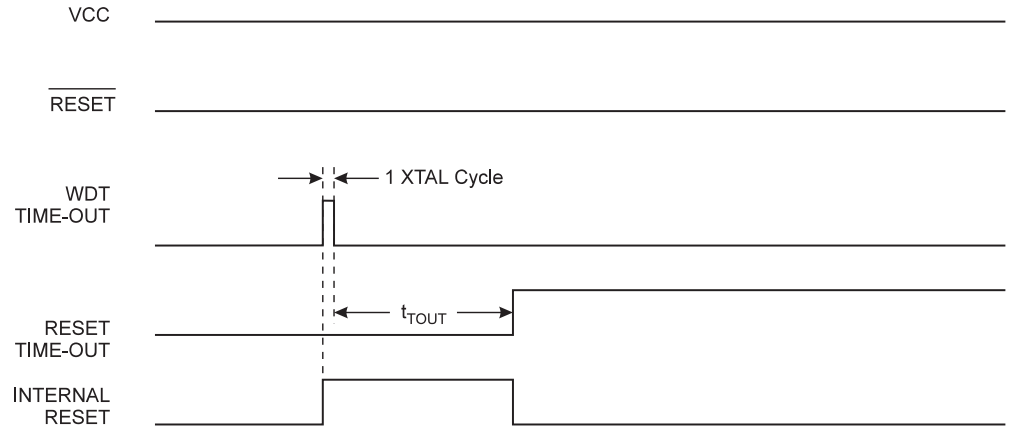 VCC
RESET
1 XTAL Cycle
WDT
TIME-OUT
tTOUT
RESET
TIME-OUT
INTERNAL
RESET